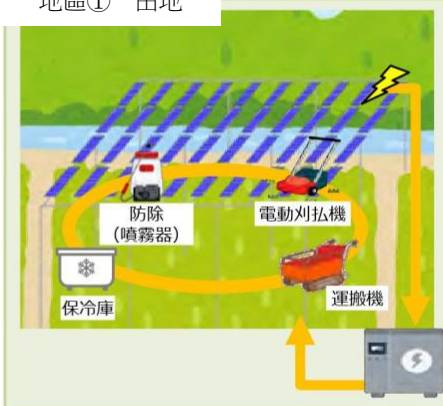 地區① 田地
防除
（噴霧器）
電動刈払機
保冷庫
運搬機